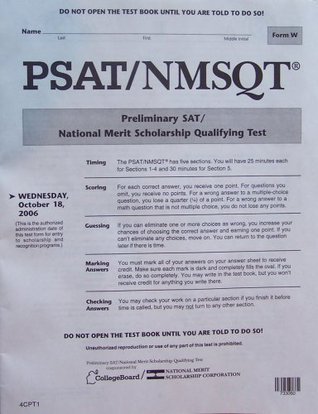 DO NOT OPEN THE TEST BOOK UNTIL YOU ARE TOLD TO DO SO!
Name
Last First Middle Initial
Form W
PSAT/NMSQT®
Preliminary SAT/
National Merit Scholarship Qualifying Test
WEDNESDAY,
October 18,
2006
(This is the authorized
administration date of
this test form for entry
to scholarship and
recognition programs.)
Timing The PSAT/NMSQT® has five sections. You will have 25 minutes each
for Sections 1-4 and 30 minutes for Section 5.
Scoring For each correct answer, you receive one point. For questions you
omit, you receive no points. For a wrong answer to a multiple-choice
question, you lose a quarter (¼) of a point. For a wrong answer to a
math question that is not multiple choice, you do not lose any points.
Guessing If you can eliminate one or more choices as wrong, you increase your
chances of choosing the correct answer and earning one point. If you
can't eliminate any choices, move on. You can return to the question
later if there is time.
Marking You must mark all of your answers on your answer sheet to receive
Answers credit. Make sure each mark is dark and completely fills the oval. If you
erase, do so completely. You may write in the test book, but you won't
receive credit for anything you write there.
Checking You may check your work on a particular section if you finish it before
Answers time is called, but you may not turn to any other section.
DO NOT OPEN THE TEST BOOK UNTIL YOU ARE TOLD TO DO SO!
Unauthorized reproduction or use of any part of this test is prohibited.
Preliminary SAT/National Merit Scholarship Qualifying Test
cosponsored by
CollegeBoard NATIONAL MERIT
SCHOLARSHIP CORPORATION
4CPT1
733060